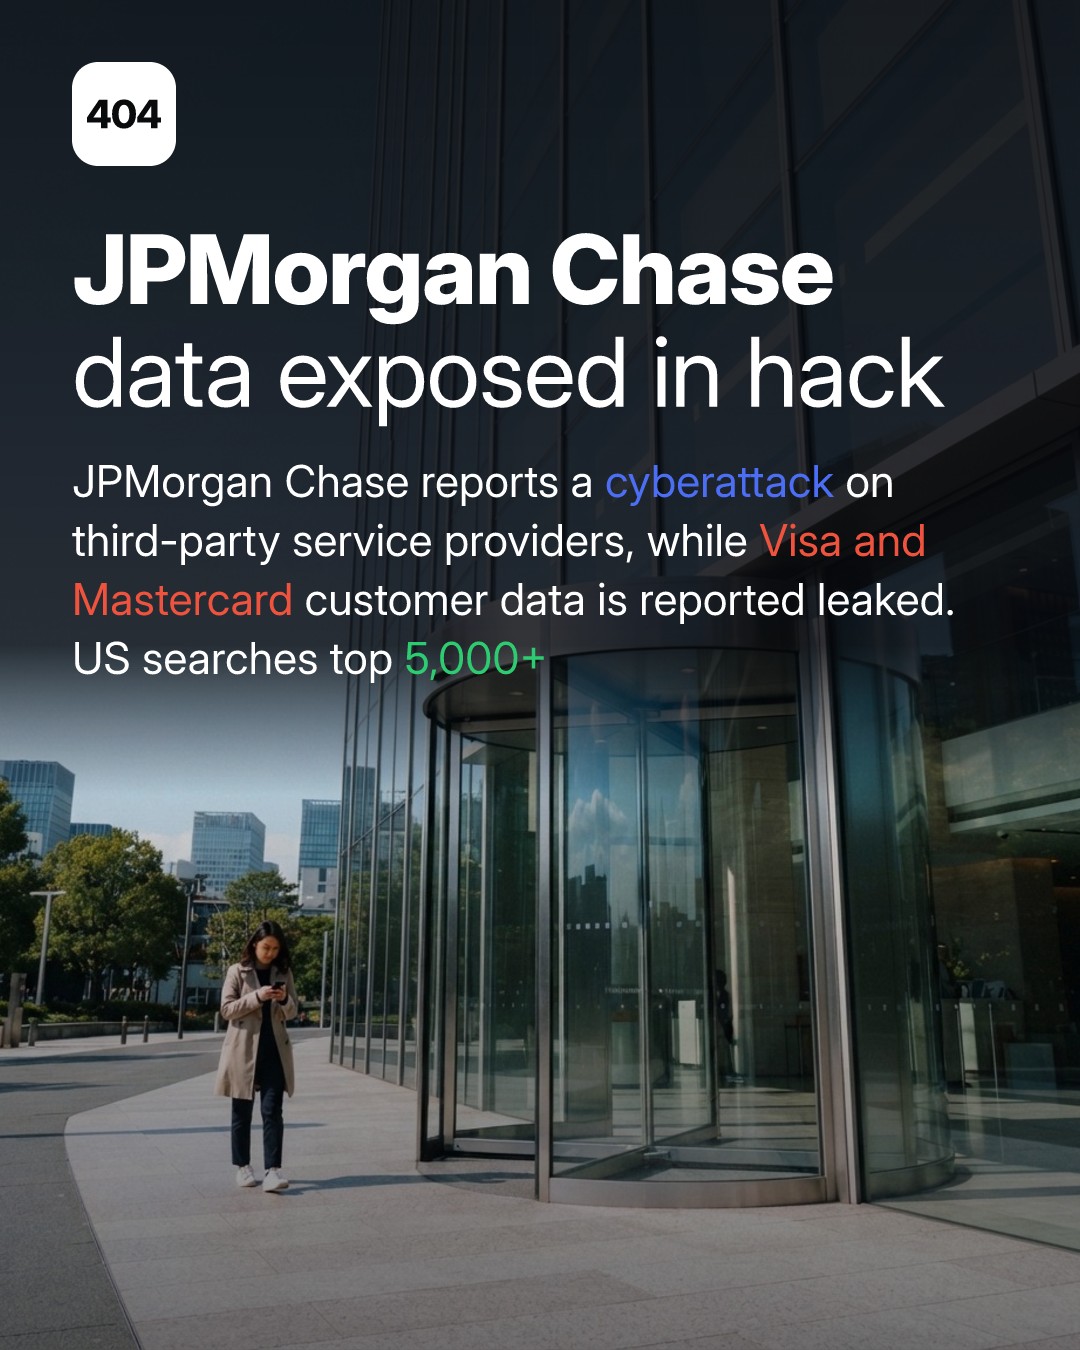 404
JPMorgan Chase
data exposed in hack
JPMorgan Chase reports a cyberattack on
third-party service providers, while Visa and
Mastercard customer data is reported leaked.
US searches top 5,000+